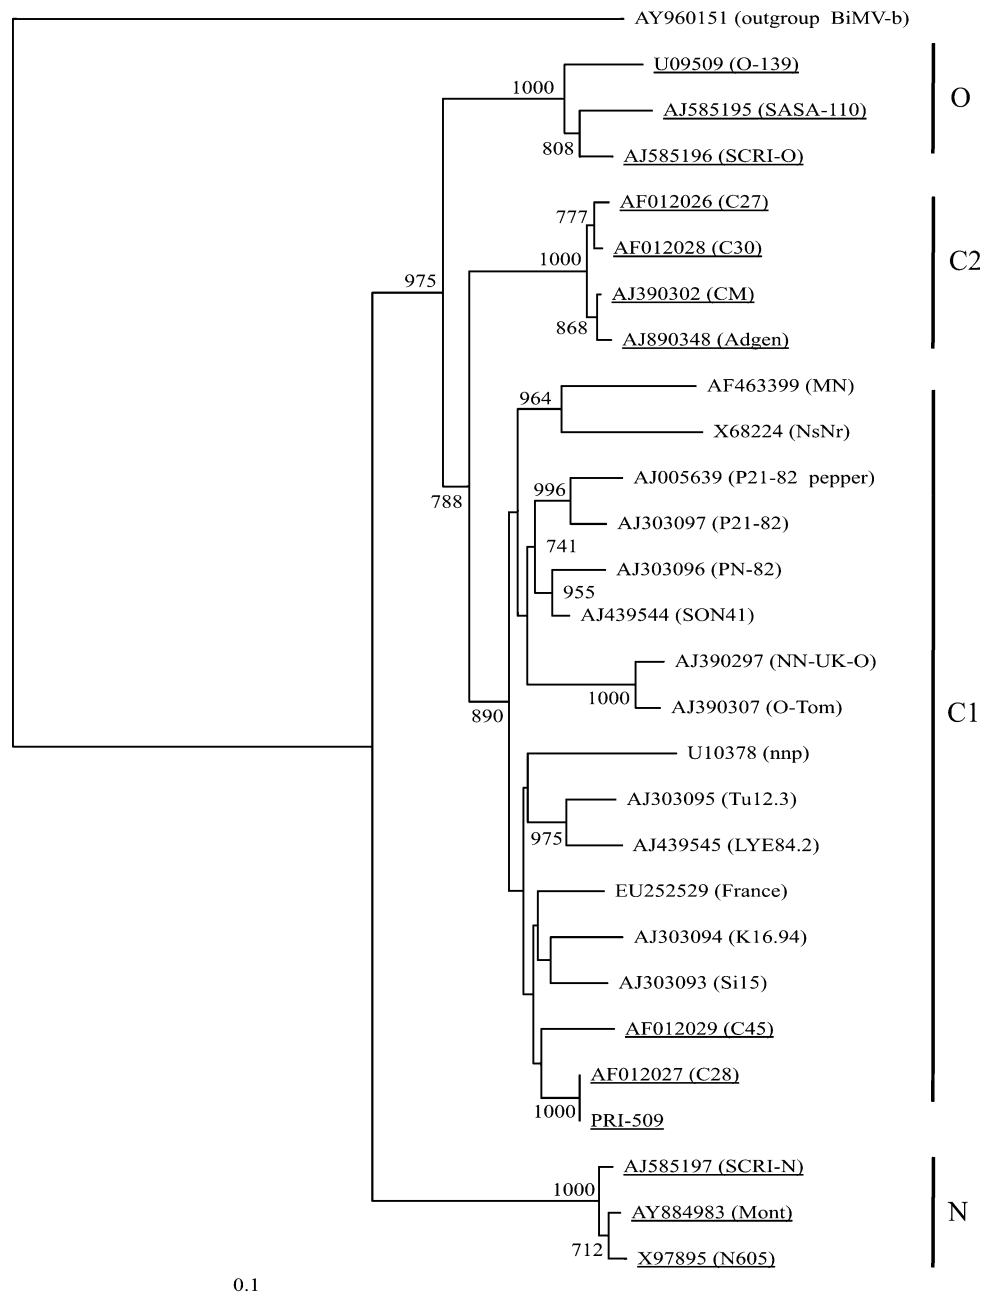 AY960151 (outgroup BiMV-b)
U09509 (O-139)
1000
O
AJ585195 (SASA-110)
808
AJ585196 (SCRI-O)
AF012026 (C27)
777
AF012028 (C30)
1000
C2
975
AJ390302 (CM)
868
AJ890348 (Adgen)
AF463399 (MN)
964
X68224 (NsNr)
AJ005639 (P21-82 pepper)
996
788
AJ303097 (P21-82)
741
AJ303096 (PN-82)
955
AJ439544 (SON41)
AJ390297 (NN-UK-O)
1000
AJ390307 (O-Tom)
890
C1
U10378 (nnp)
AJ303095 (Tu12.3)
975
AJ439545 (LYE84.2)
EU252529 (France)
AJ303094 (K16.94)
AJ303093 (Si15)
AF012029 (C45)
AF012027 (C28)
1000
PRI-509
AJ585197 (SCRI-N)
1000
AY884983 (Mont)
N
712
X97895 (N605)
0.1